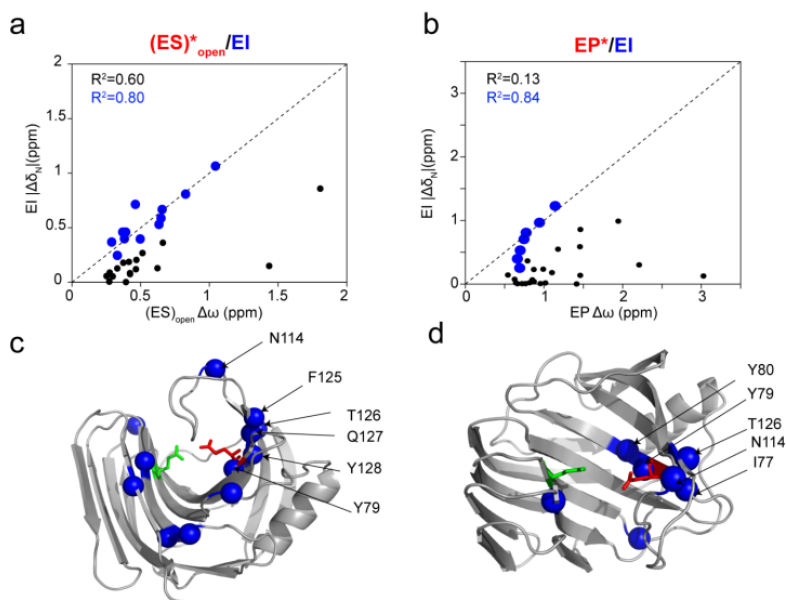 a
(ES)*open/EI
R²=0.60
R²=0.80
EI |ΔδN|(ppm)
2
1.5
1
0.5
0
0
0.5
1
1.5
2
(ES)open Δω (ppm)
b
EP*/EI
R²=0.13
R²=0.84
EI |ΔδN|(ppm)
3
2
1
0
0
1
2
3
EP Δω (ppm)
c
N114
F125
T126
Q127
Y128
Y79
d
Y80
Y79
T126
N114
I77